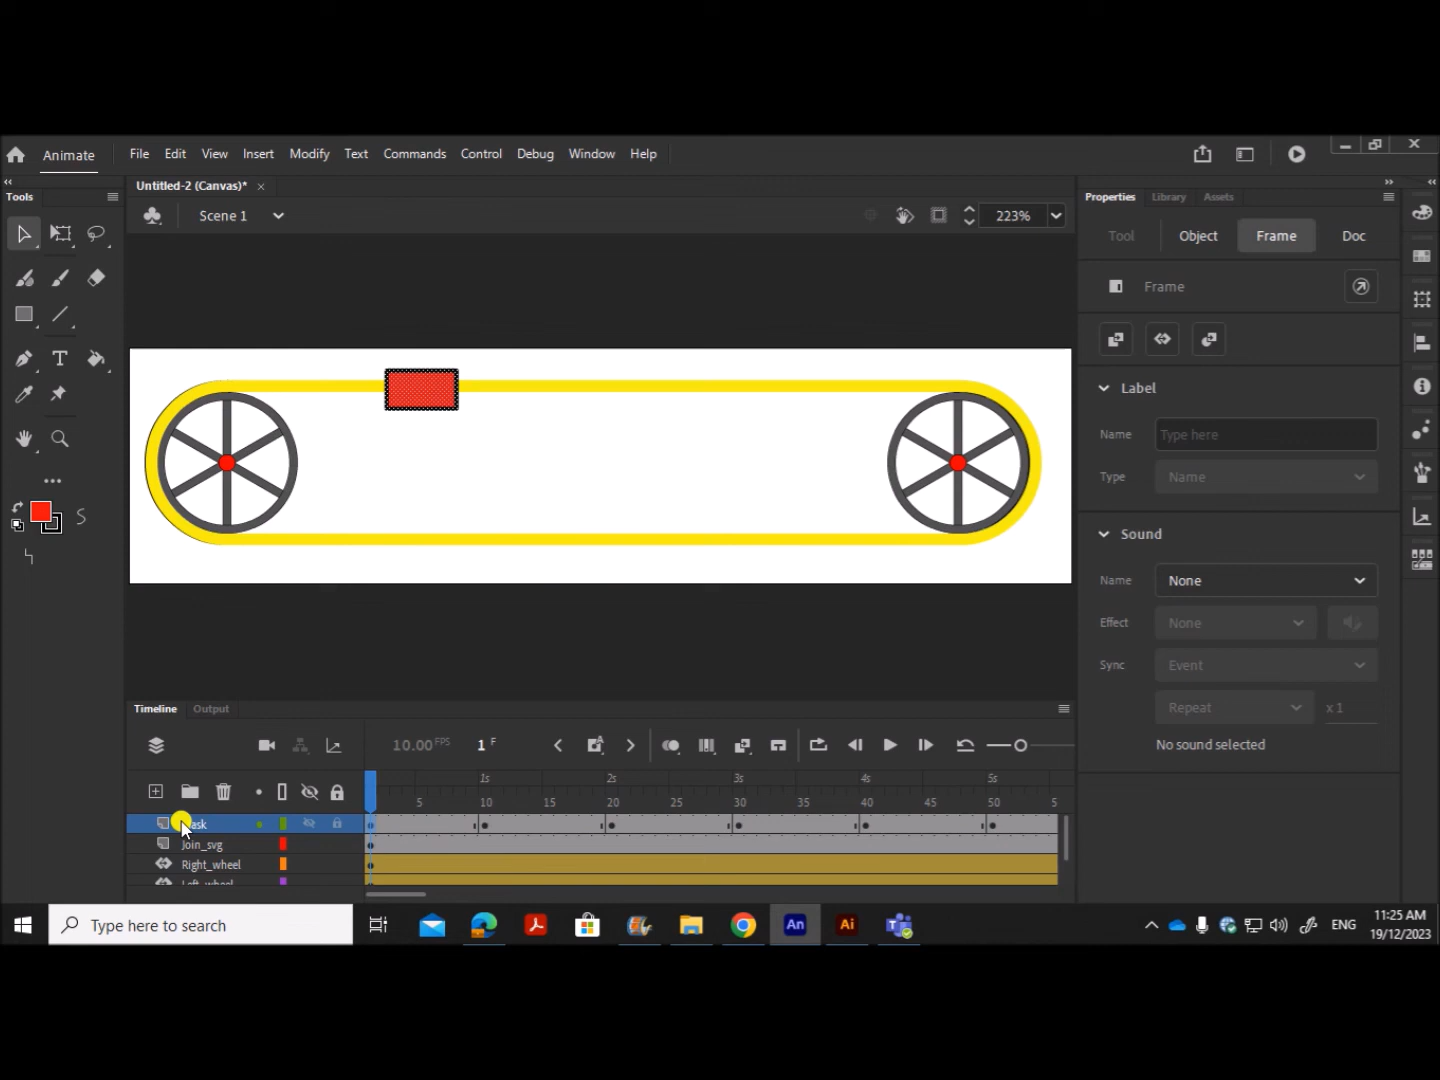 Animate File Edit View Insert Modify Text Commands Control Debug Window Help
Tools
Untitled-2 (Canvas)* ×
Properties Library Assets
Scene 1
223%
Tool Object Frame Doc
Frame
Label
Name Type here
Type Name
Sound
Name None
Effect None
Sync Event
Repeat x 1
No sound selected
Timeline Output
10.00 FPS 1 F
1s 2s 3s 4s 5s
5 10 15 20 25 30 35 40 45 50 5
Join_svg
Right_wheel
Left_wheel
Type here to search
An Ai
ENG
11:25 AM
19/12/2023